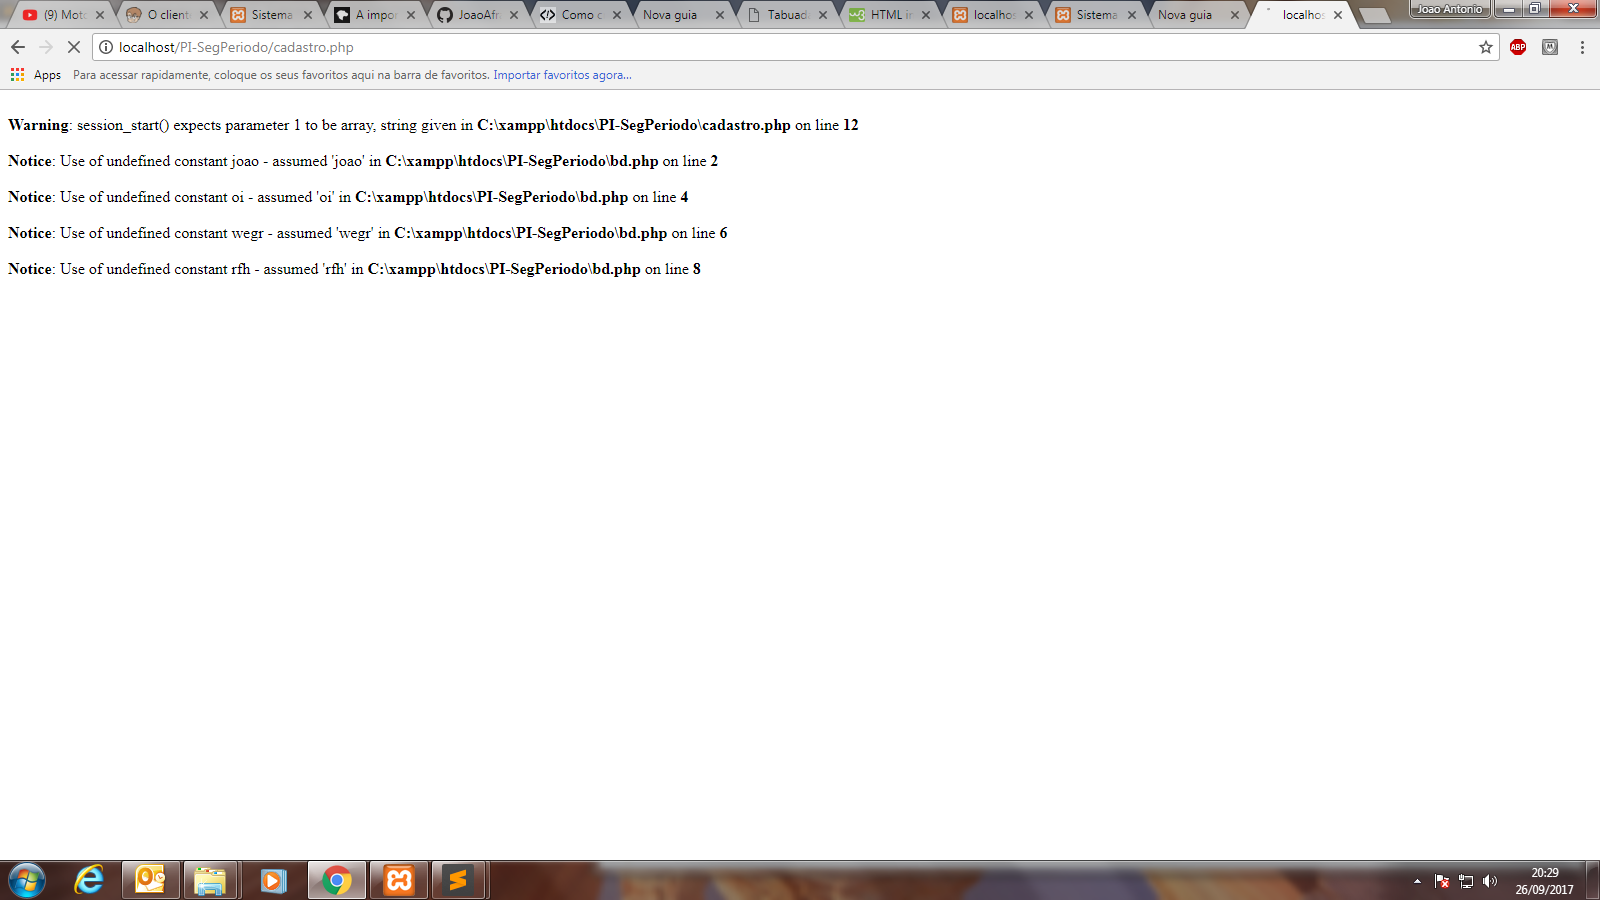 (9) Moto
O client
Sistema
A impor
JoaoAfr
Como c
Nova guia
Tabuad
HTML in
localhos
Sistema
Nova guia
localhos
Joao Antonio
localhost/PI-SegPeriodo/cadastro.php
ABP
Apps Para acessar rapidamente, coloque os seus favoritos aqui na barra de favoritos. Importar favoritos agora...
Warning: session_start() expects parameter 1 to be array, string given in C:\xampp\htdocs\PI-SegPeriodo\cadastro.php on line 12
Notice: Use of undefined constant joao - assumed 'joao' in C:\xampp\htdocs\PI-SegPeriodo\bd.php on line 2
Notice: Use of undefined constant oi - assumed 'oi' in C:\xampp\htdocs\PI-SegPeriodo\bd.php on line 4
Notice: Use of undefined constant wegr - assumed 'wegr' in C:\xampp\htdocs\PI-SegPeriodo\bd.php on line 6
Notice: Use of undefined constant rfh - assumed 'rfh' in C:\xampp\htdocs\PI-SegPeriodo\bd.php on line 8
20:29
26/09/2017